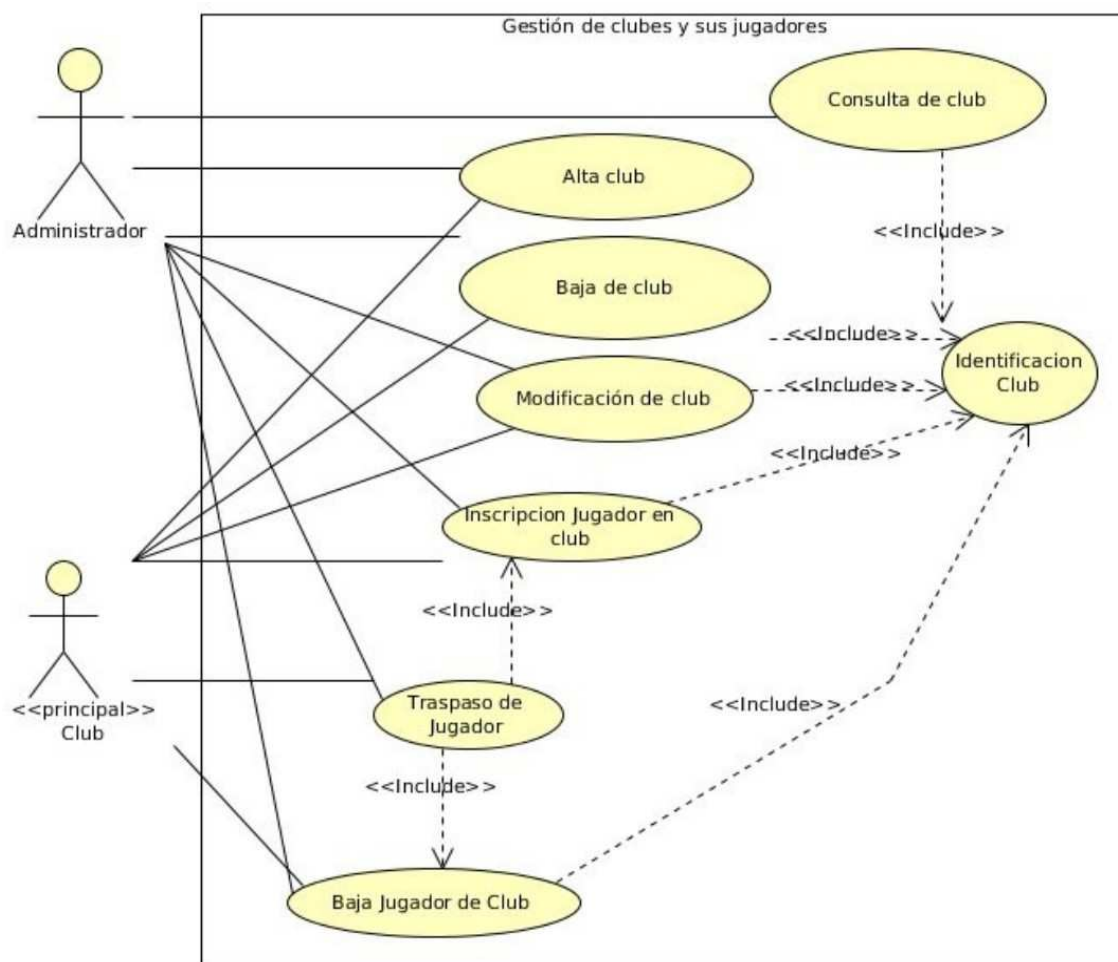 Gestión de clubes y sus jugadores
Consulta de club
Alta club
Administrador
<<Include>>
Baja de club
<<Include>>
Identificacion
Club
<<Include>>
Modificación de club
<<Include>>
Inscripcion Jugador en
club
<<Include>>
<<principal>>
Club
Traspaso de
Jugador
<<Include>>
<<Include>>
Baja Jugador de Club